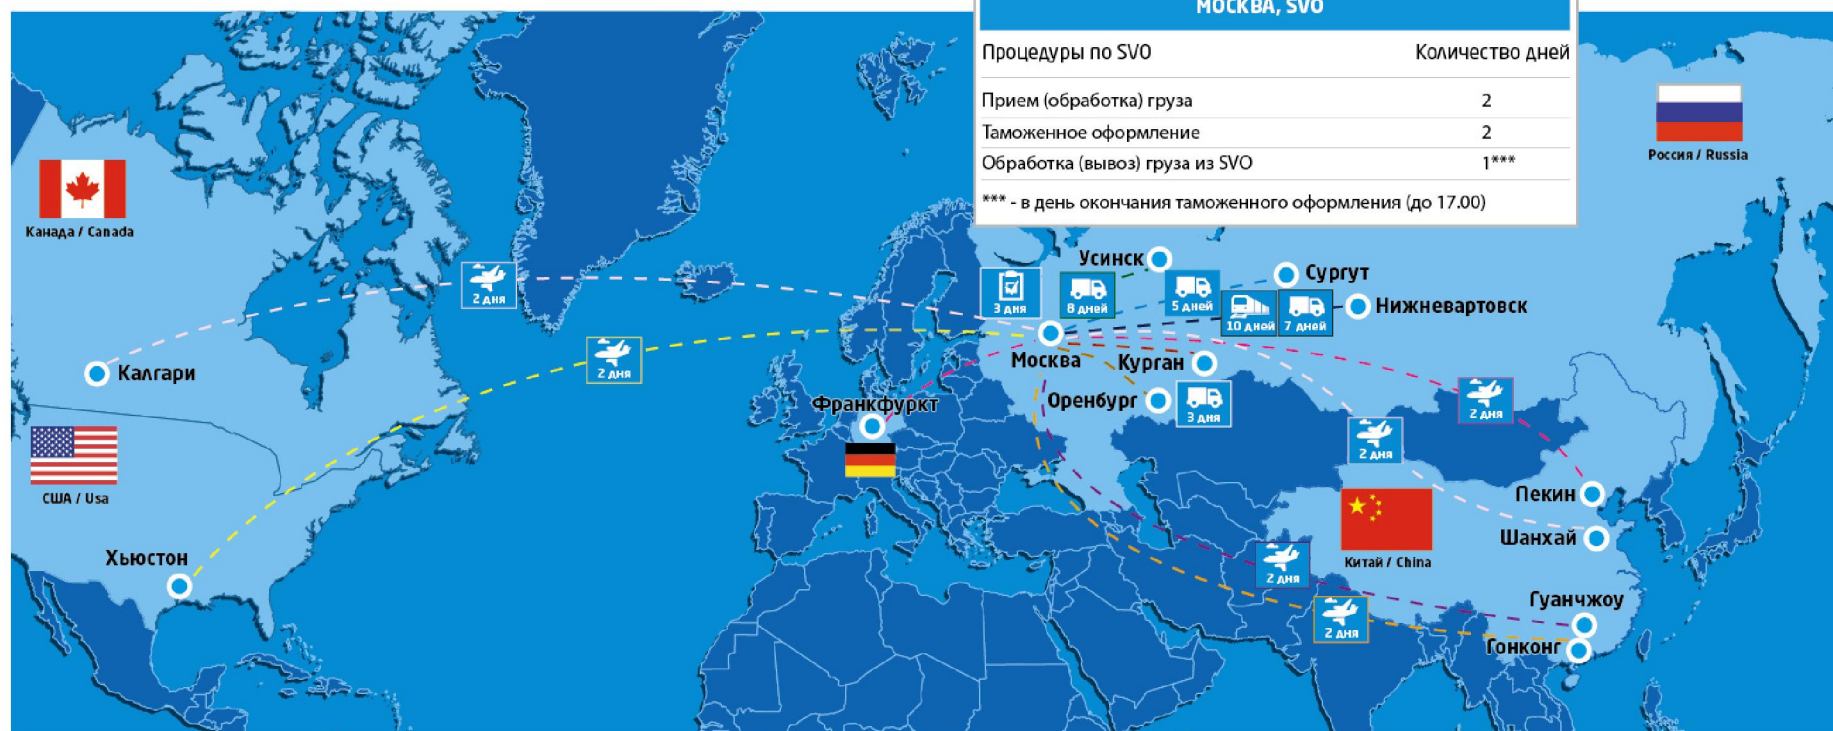 МОСКВА, SVO
Процедуры по SVO Количество дней
Прием (обработка) груза 2
Таможенное оформление 2
Обработка (вывоз) груза из SVO 1***
*** - в день окончания таможенного оформления (до 17.00)
Россия / Russia
Канада / Canada
Усинск
Сургут
Нижневартовск
2 дня
3 дня
8 дней
5 дней
10 дней
7 дней
Москва
Курган
2 дня
Калгари
Франкфуркт
Оренбург
3 дня
2 дня
2 дня
США / Usa
Пекин
Шанхай
Китай / China
Хьюстон
2 дня
Гуанчжоу
2 дня
Гонконг